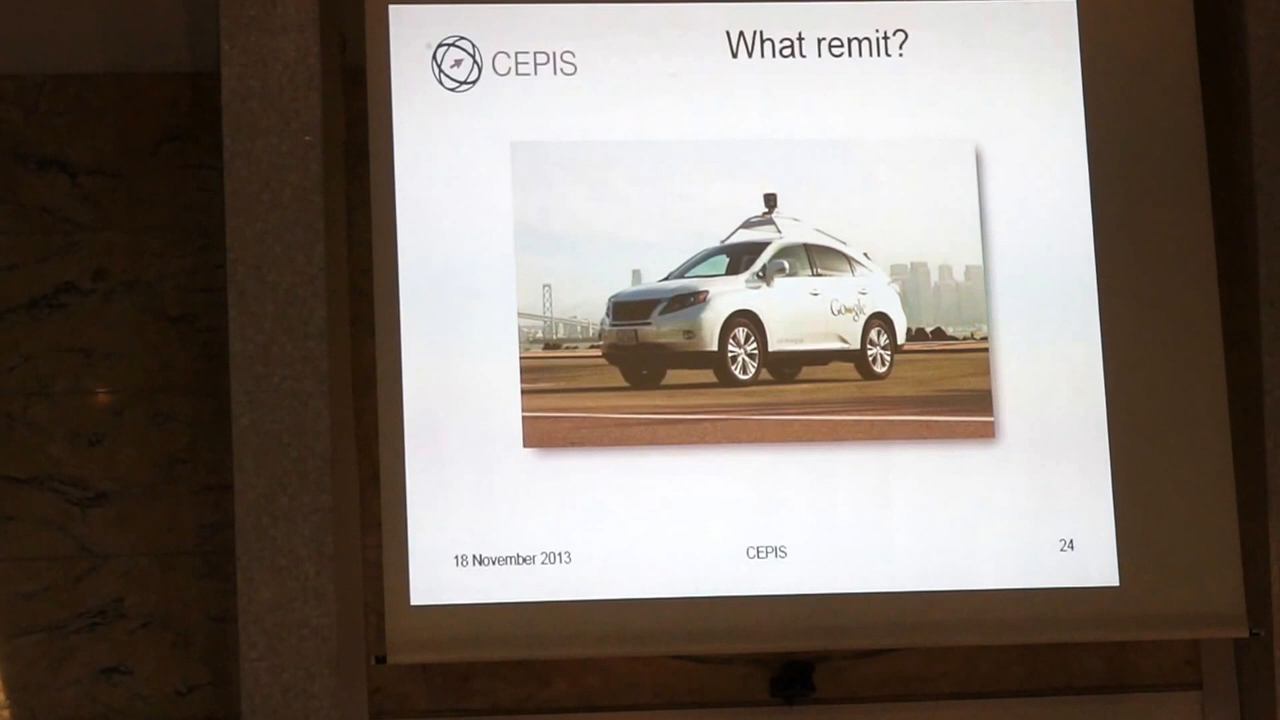 CEPIS
What remit?
Google
18 November 2013
CEPIS
24